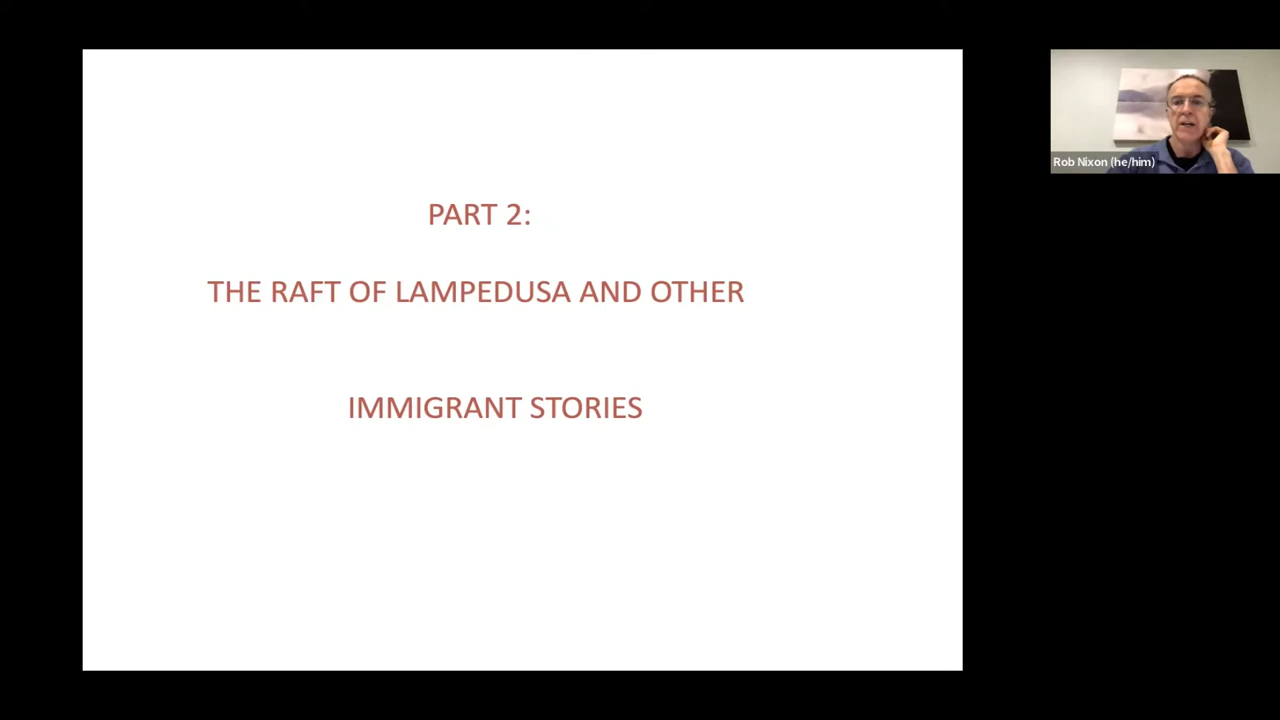 PART 2:
THE RAFT OF LAMPEDUSA AND OTHER
IMMIGRANT STORIES
Rob Nixon (he/him)